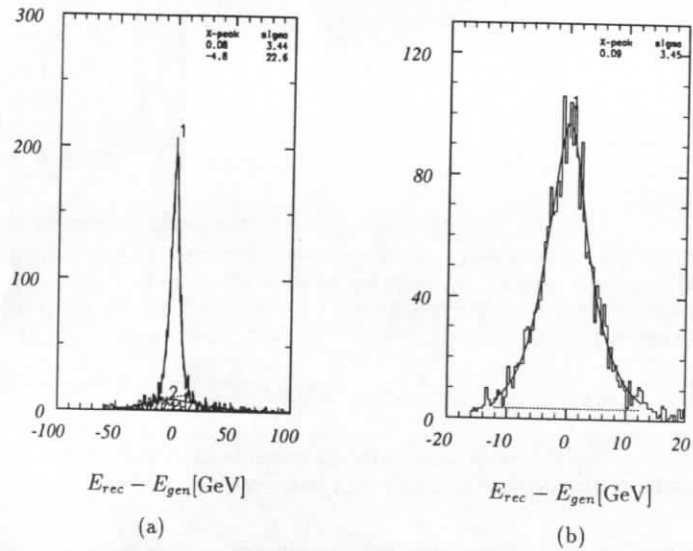 300
200
100
0
X-peak sigma
0.08 3.44
-4.8 22.6
1
2
-100 -50 0 50 100
E_rec − E_gen[GeV]
(a)
120
80
40
0
X-peak sigma
0.09 3.45
1
-20 -10 0 10 20
E_rec − E_gen[GeV]
(b)